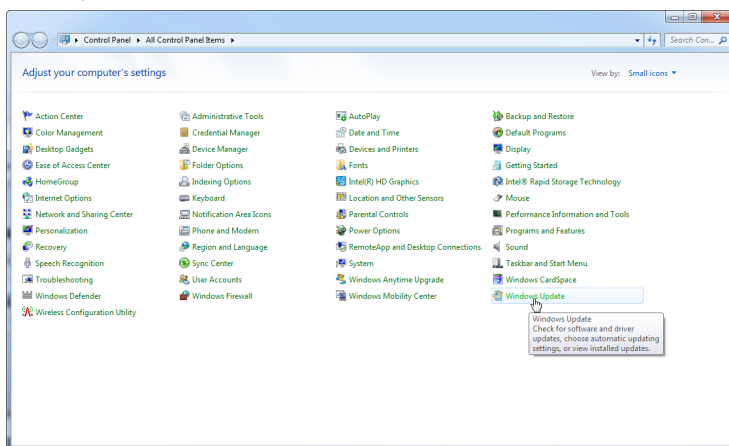 Control Panel ▸ All Control Panel Items ▸
Search Con...
Adjust your computer's settings
View by: Small icons
Action Center
Administrative Tools
AutoPlay
Backup and Restore
Color Management
Credential Manager
Date and Time
Default Programs
Desktop Gadgets
Device Manager
Devices and Printers
Display
Ease of Access Center
Folder Options
Fonts
Getting Started
HomeGroup
Indexing Options
Intel(R) HD Graphics
Intel® Rapid Storage Technology
Internet Options
Keyboard
Location and Other Sensors
Mouse
Network and Sharing Center
Notification Area Icons
Parental Controls
Performance Information and Tools
Personalization
Phone and Modem
Power Options
Programs and Features
Recovery
Region and Language
RemoteApp and Desktop Connections
Sound
Speech Recognition
Sync Center
System
Taskbar and Start Menu
Troubleshooting
User Accounts
Windows Anytime Upgrade
Windows CardSpace
Windows Defender
Windows Firewall
Windows Mobility Center
Windows Update
Wireless Configuration Utility
Windows Update
Check for software and driver
updates, choose automatic updating
settings, or view installed updates.